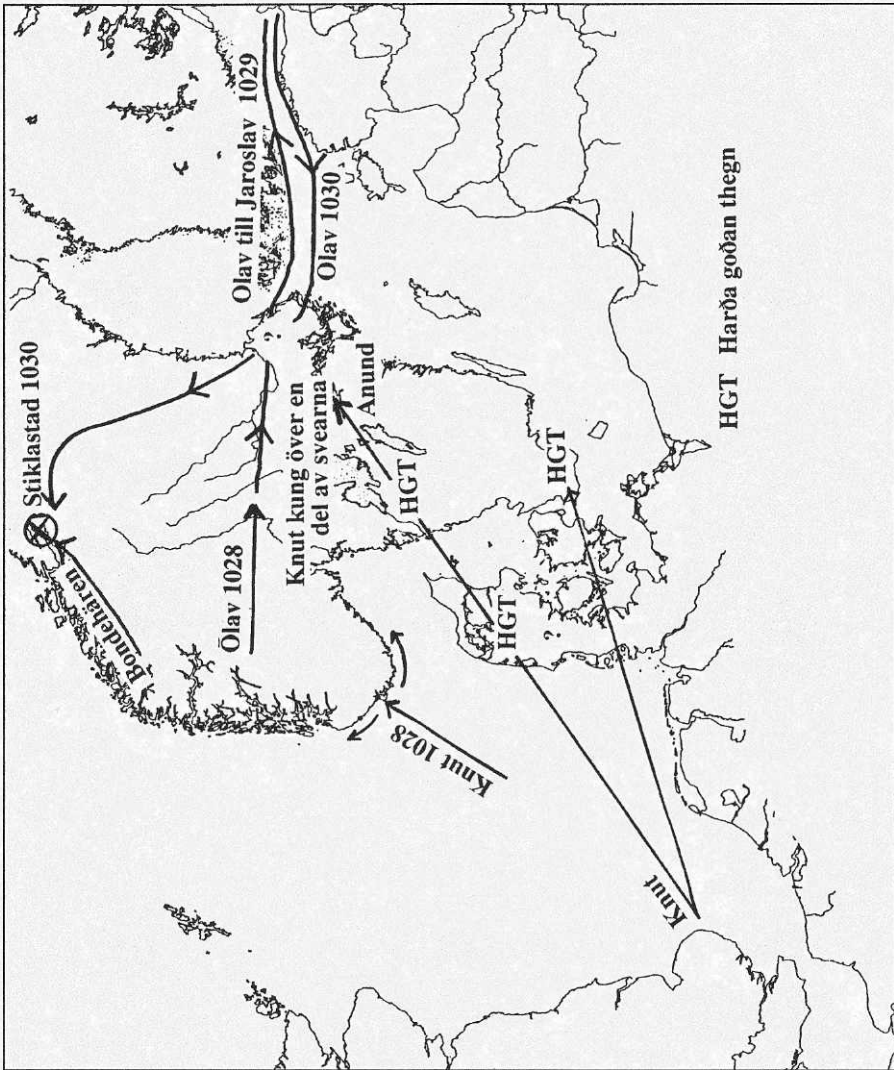 Stiklastad 1030
Bondehären
Olav till Jaroslav 1029
Olav 1030
?
Olav 1028
Knut kung över en
del av svearna
Anund
HGT
HGT
HGT
?
Knut 1028
Knut
HGT Harða goðan thegn